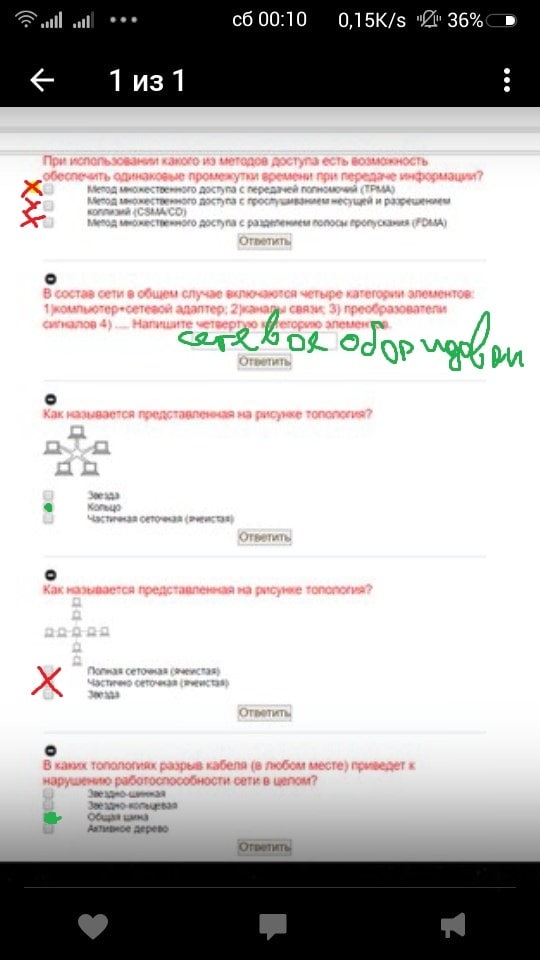 сб 00:10 0,15K/s 36%
1 из 1
При использовании какого из методов доступа есть возможность
обеспечить одинаковые промежутки времени при передаче информации?
Метод множественного доступа с передачей полномочий (TPMA)
Метод множественного доступа с прослушиванием несущей и разрешением
коллизий (CSMA/CD)
Метод множественного доступа с разделением полосы пропускания (FDMA)
Ответить
В состав сети в общем случае включаются четыре категории элементов:
1)компьютер+сетевой адаптер; 2)каналы связи; 3) преобразователи
сигналов 4) .... Напишите четвертую категорию элементов.
сетевое оборудован
Ответить
Как называется представленная на рисунке топология?
Звезда
Кольцо
Частичная сеточная (ячеистая)
Ответить
Как называется представленная на рисунке топология?
Полная сеточная (ячеистая)
Частично сеточная (ячеистая)
Звезда
Ответить
В каких топологиях разрыв кабеля (в любом месте) приведет к
нарушению работоспособности сети в целом?
Звездно-шинная
Звездно-кольцевая
Общая шина
Активное дерево
Ответить